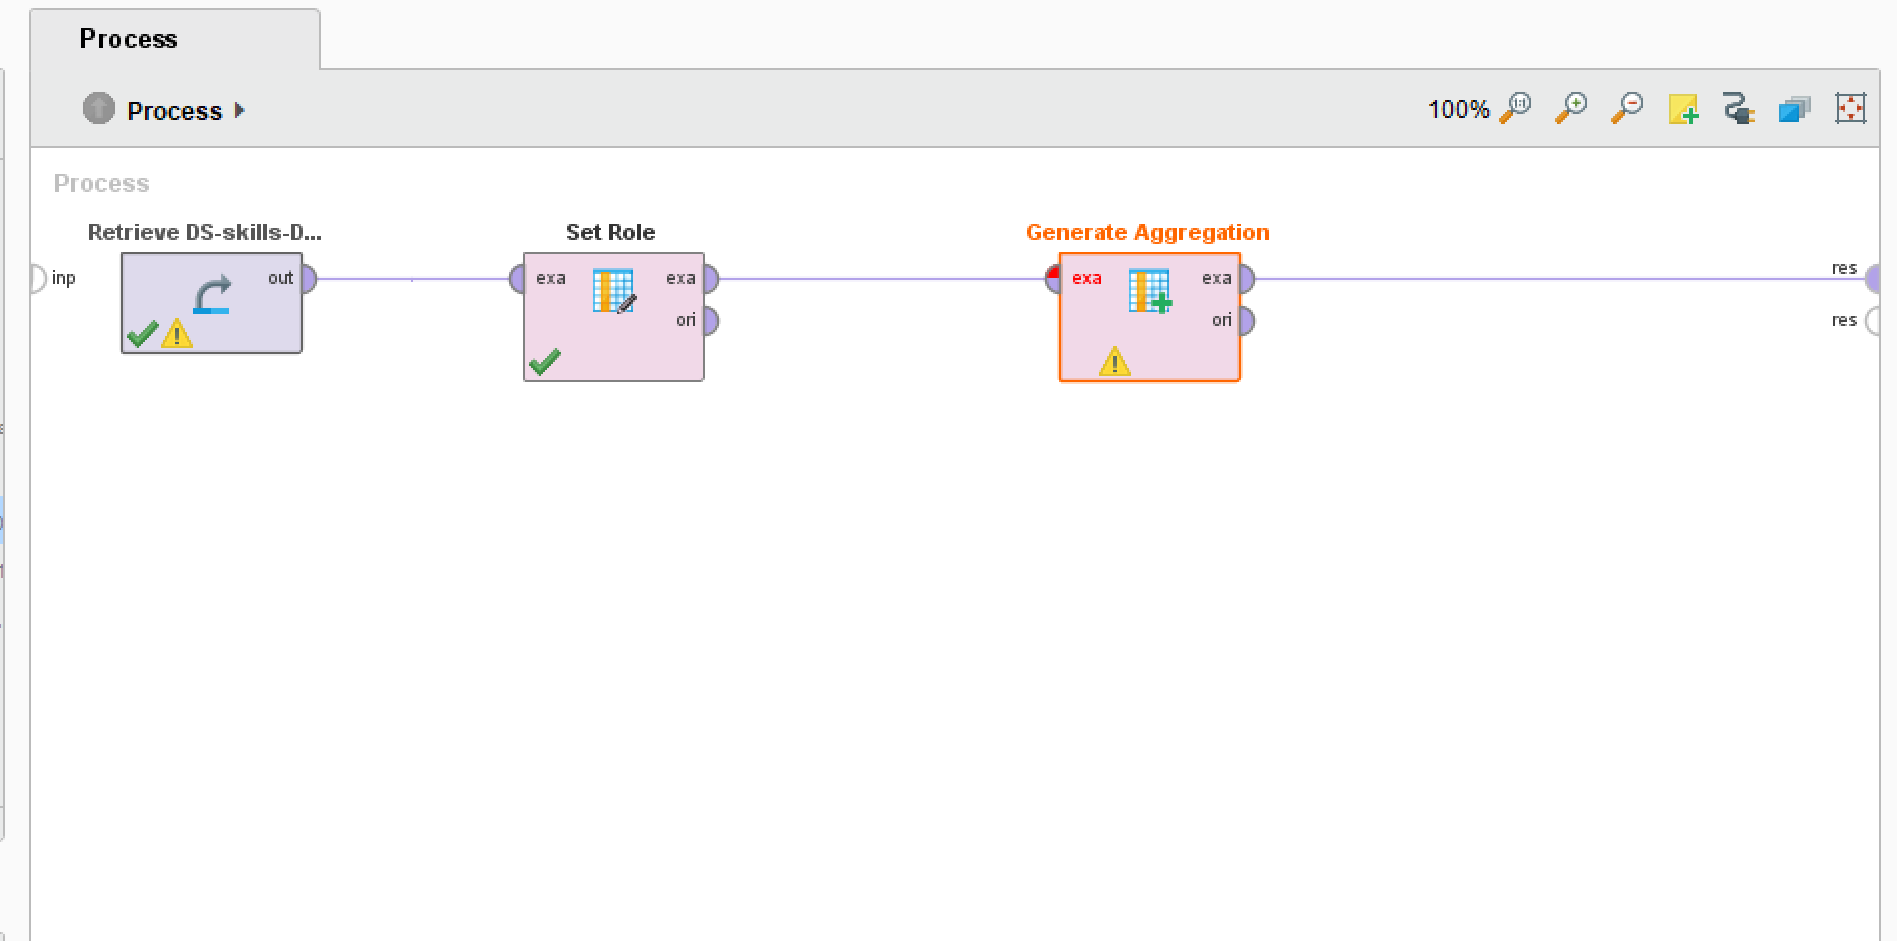 Process
Process
100%
Process
Retrieve DS-skills-D...
Set Role
Generate Aggregation
inp
out
exa
exa
ori
exa
exa
ori
res
res